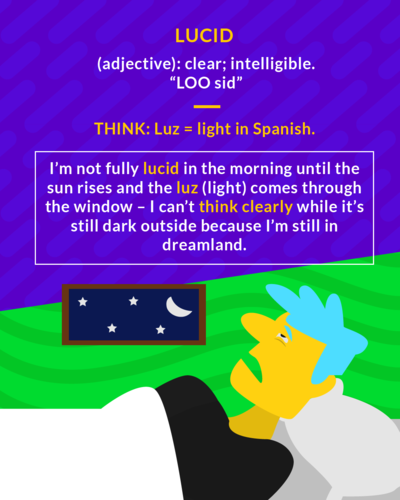 LUCID
(adjective): clear; intelligible.
“LOO sid”
THINK: Luz = light in Spanish.
I’m not fully lucid in the morning until the
sun rises and the luz (light) comes through
the window – I can’t think clearly while it’s
still dark outside because I’m still in
dreamland.